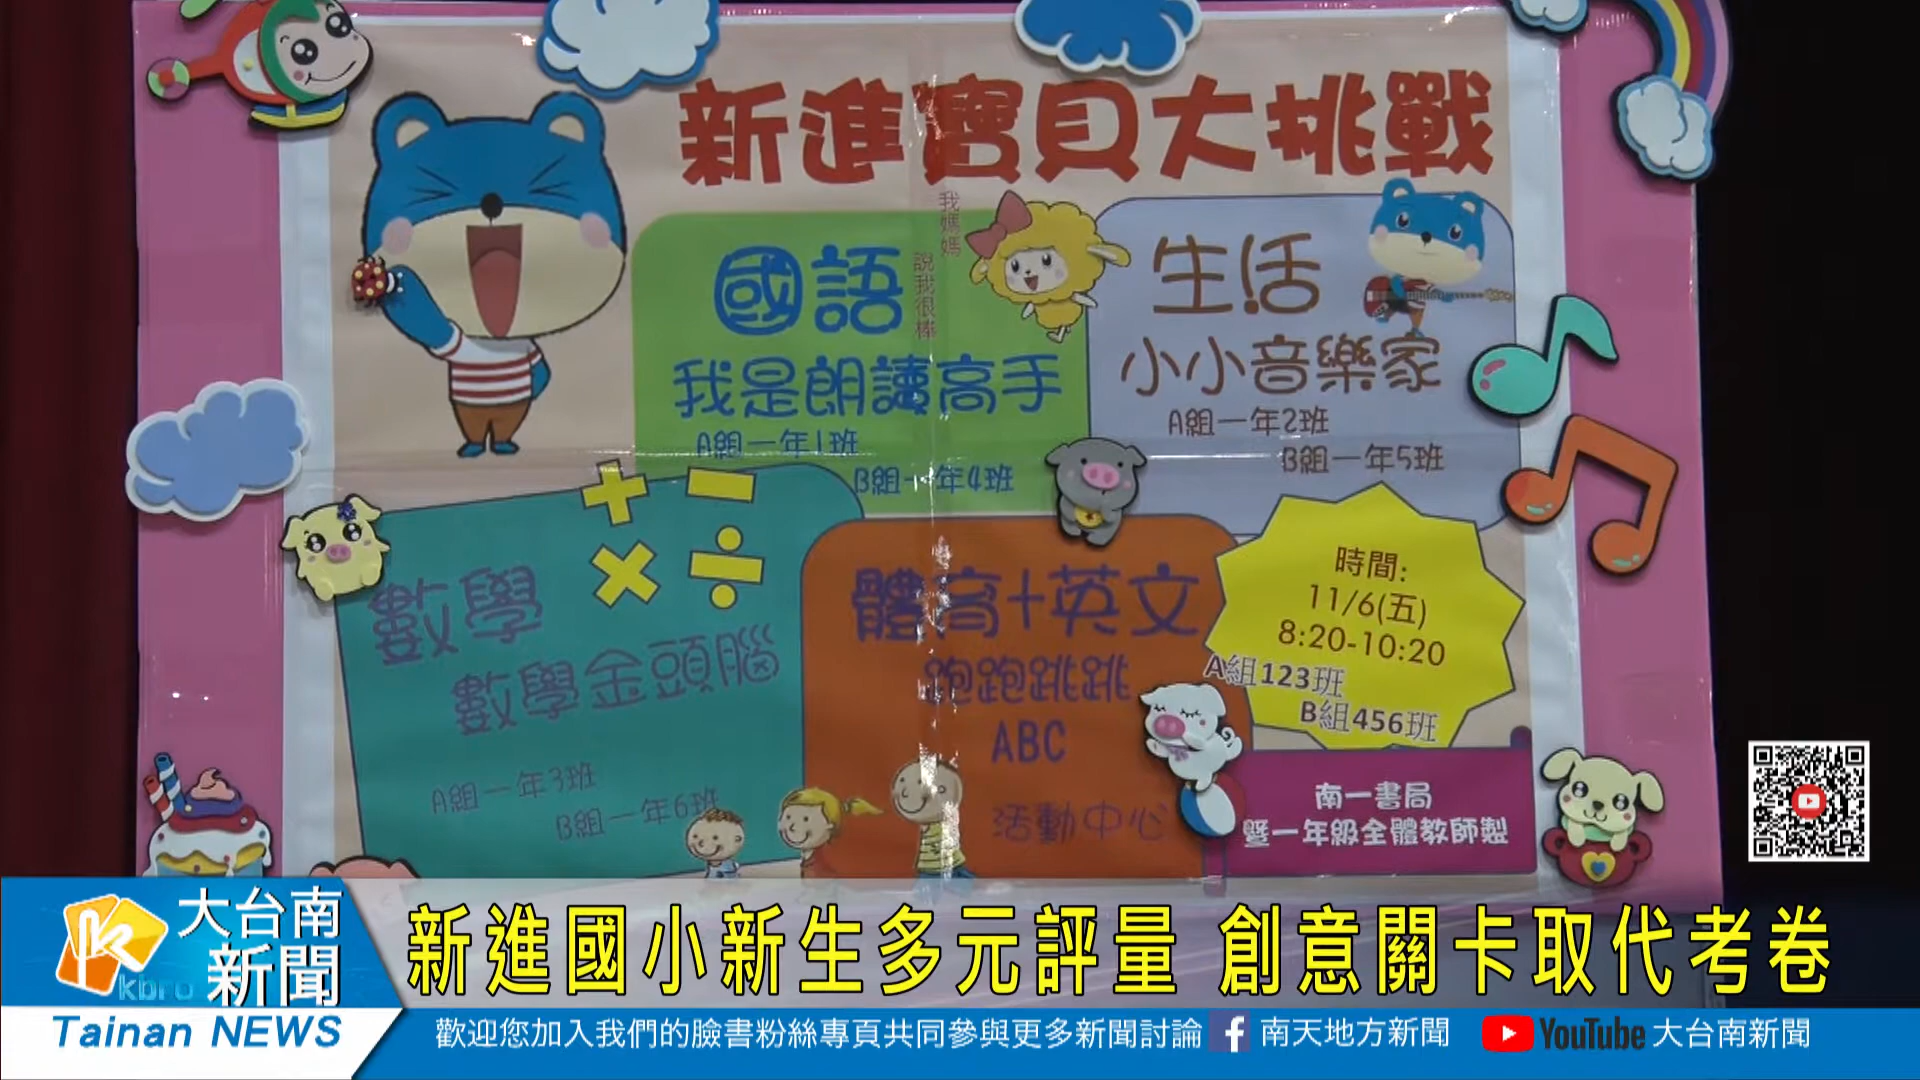 新進寶貝大挑戰
我媽媽
說我很棒
國語
我是朗讀高手
A組一年1班
B組一年4班
生活
小小音樂家
A組一年2班
B組一年5班
數學
數學金頭腦
A組一年3班
B組一年6班
體育+英文
跑跑跳跳
ABC
活動中心
時間:
11/6(五)
8:20-10:20
A組123班
B組456班
南一書局
暨一年級全體教師製
kbro
大台南
新聞
Tainan NEWS
新進國小新生多元評量 創意關卡取代考卷
歡迎您加入我們的臉書粉絲專頁共同參與更多新聞討論 f 南天地方新聞 YouTube 大台南新聞